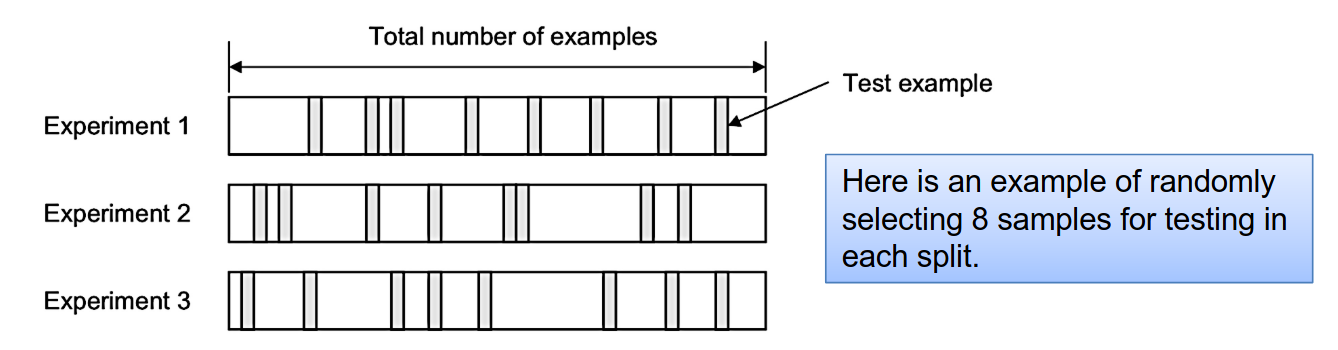 Total number of examples
Test example
Experiment 1
Experiment 2
Here is an example of randomly
selecting 8 samples for testing in
each split.
Experiment 3